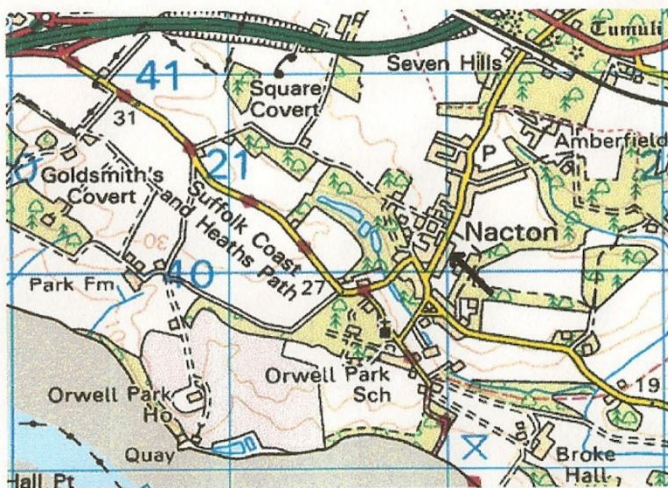 Tumuli
Seven Hills
41
Square
Covert
31
Amberfield
P
21
Goldsmith's
Covert
Suffolk Coast
and Heaths Path
30
Nacton
40
Park Fm
27
Orwell Park
Sch
19
Orwell Park
Ho
Quay
Broke
Hall
Hall Pt